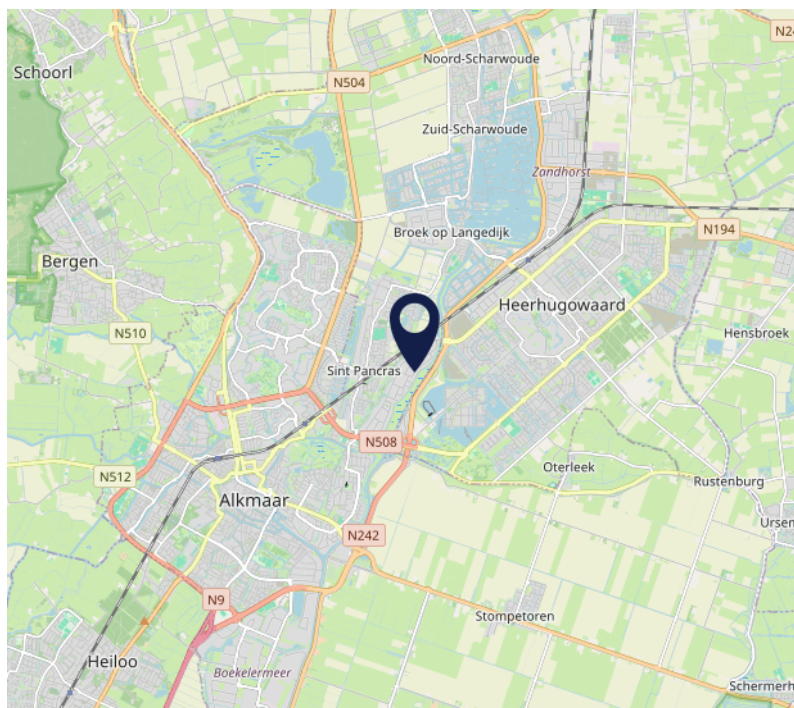 N24
Schoorl
Noord-Scharwoude
N504
Zuid-Scharwoude
Zandhorst
N194
Broek op Langedijk
Bergen
Heerhugowaard
N510
Hensbroek
Sint Pancras
N508
N512
Oterleek
Rustenburg
Alkmaar
Ursem
N242
N9
Stompetoren
Heiloo
Boekelermeer
Schermerh